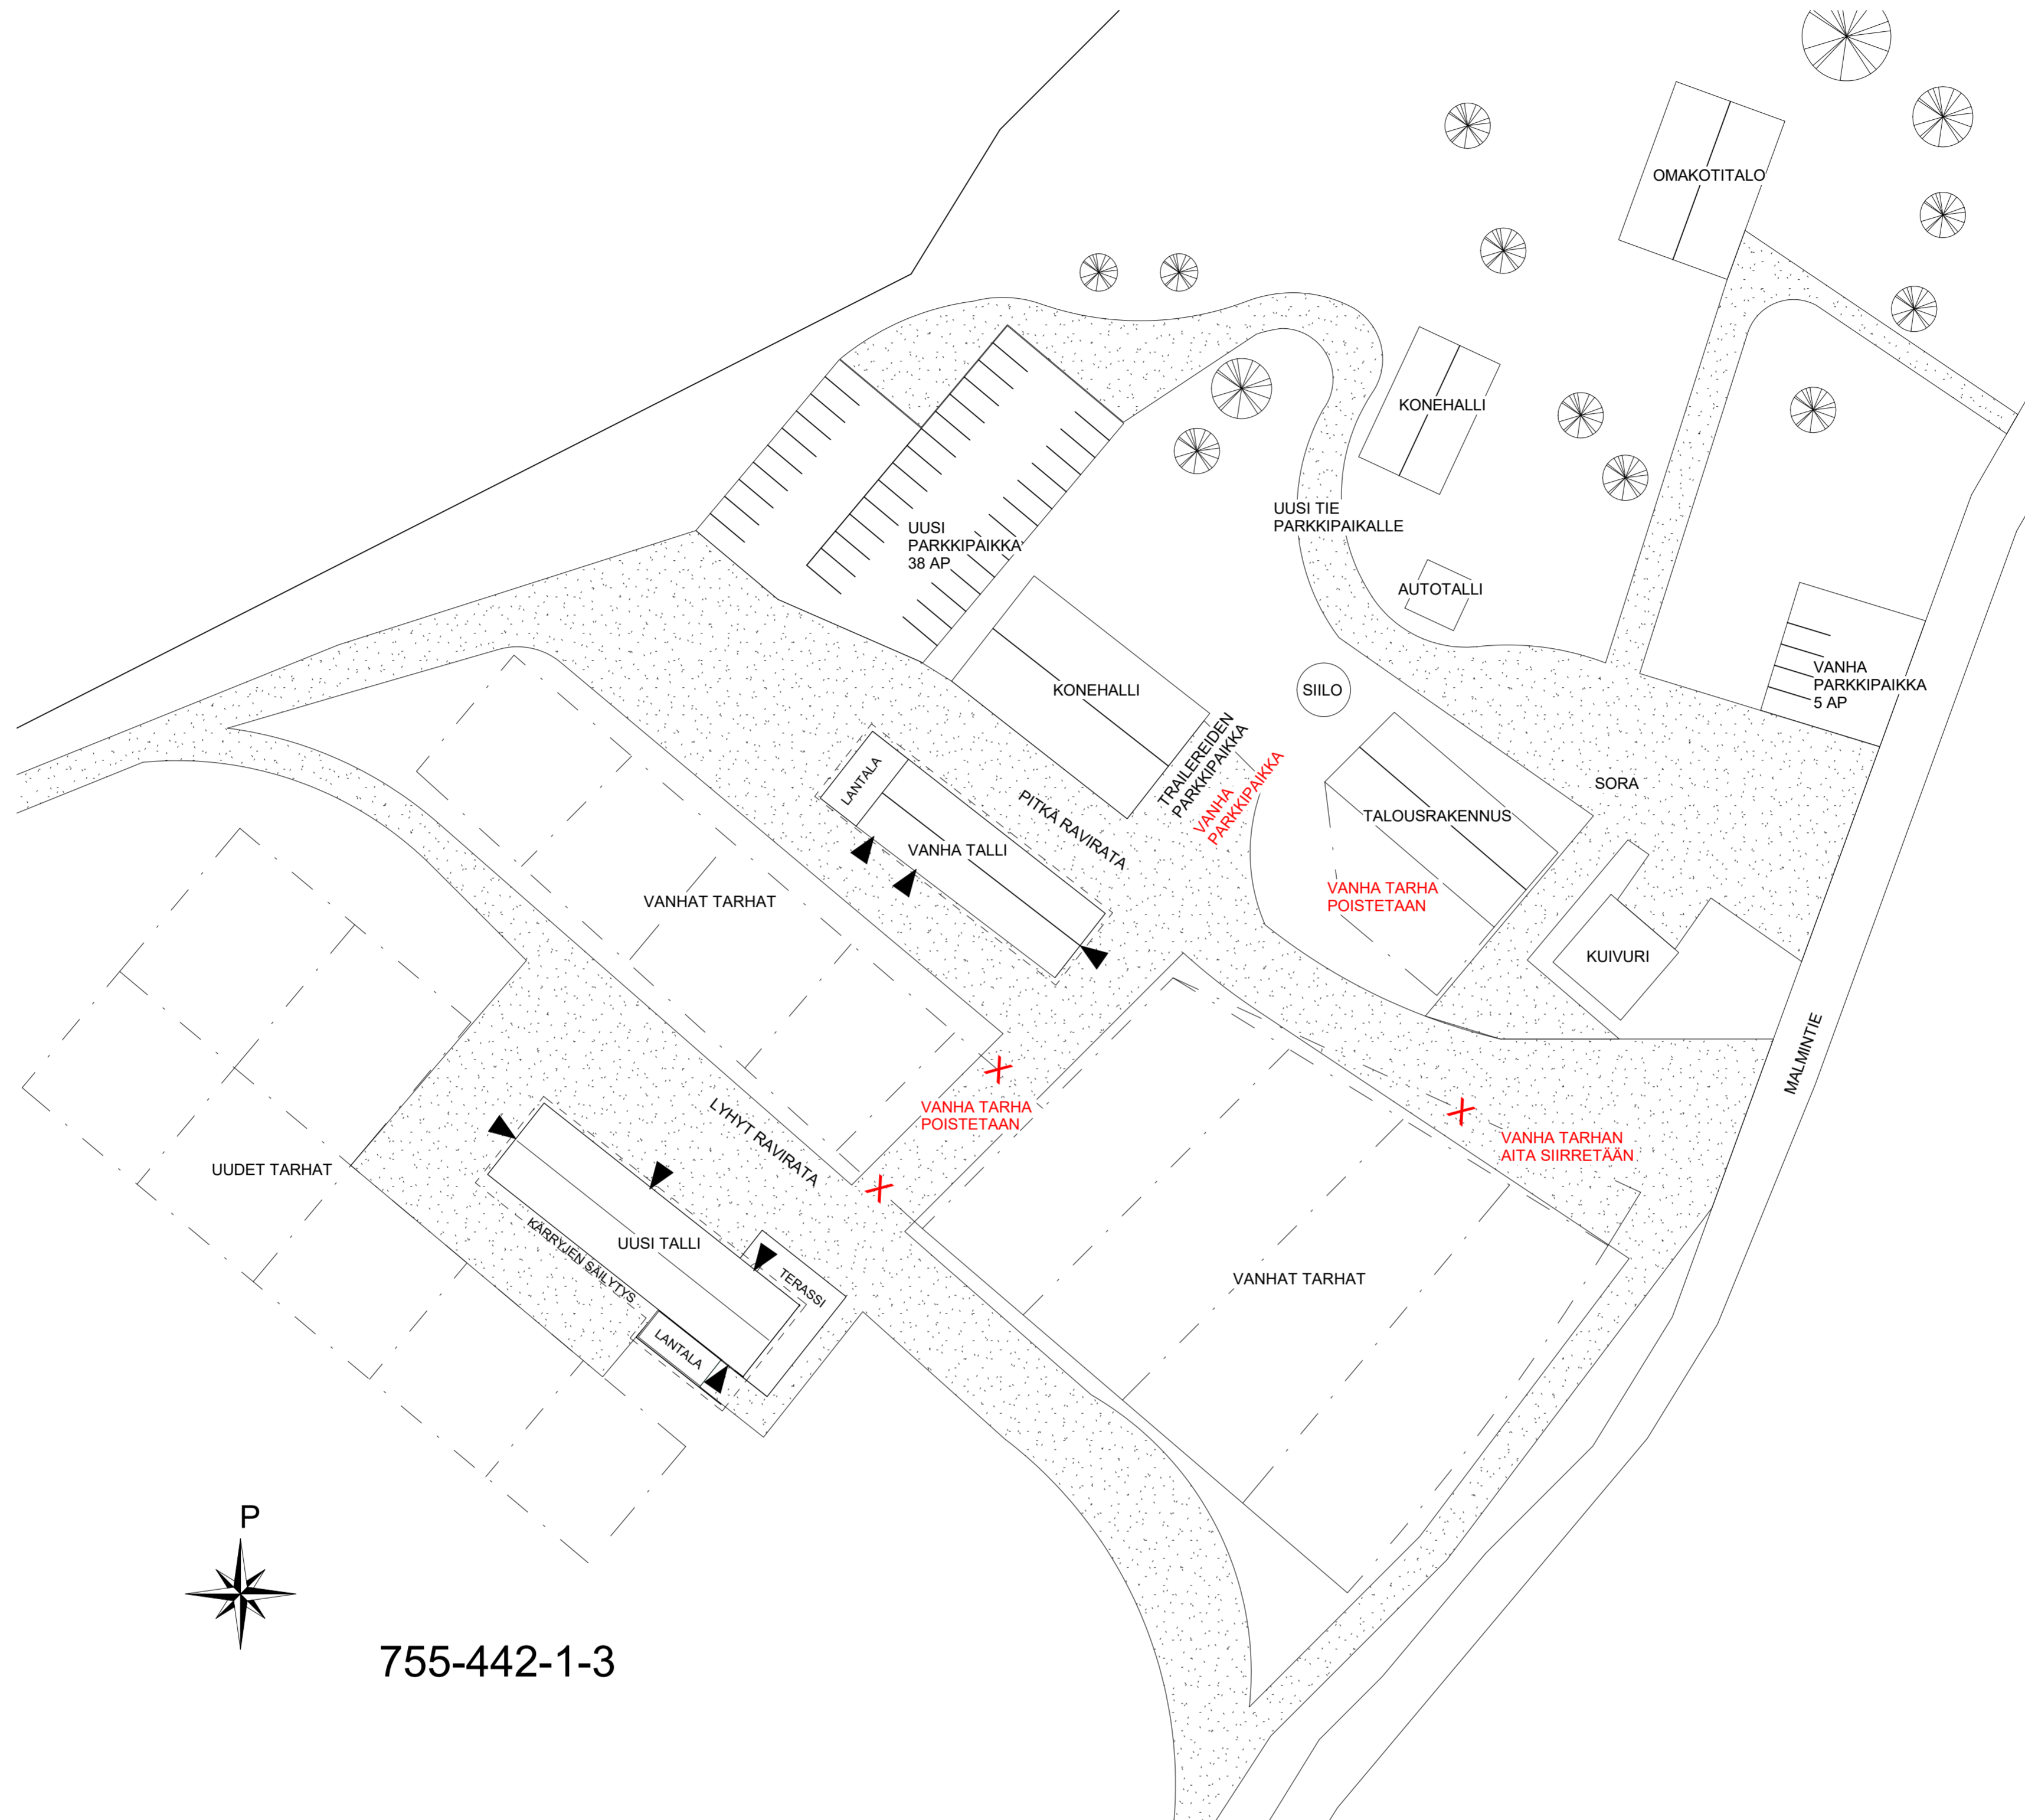 OMAKOTITALO
KONEHALLI
UUSI TIE
PARKKIPAIKALLE
UUSI
PARKKIPAIKKA
38 AP
AUTOTALLI
VANHA
PARKKIPAIKKA
5 AP
KONEHALLI
SIILO
TRAILEREIDEN
PARKKIPAIKKA
VANHA
PARKKIPAIKKA
LANTALA
PITKÄ RAVIRATA
SORA
TALOUSRAKENNUS
VANHA TALLI
VANHAT TARHAT
VANHA TARHA
POISTETAAN
KUIVURI
MALMINTIE
VANHA TARHA
POISTETAAN
LYHYT RAVIRATA
VANHA TARHAN
AITA SIIRRETÄÄN
UUDET TARHAT
UUSI TALLI
KÄRRYJEN SÄILYTYS
TERASSI
LANTALA
VANHAT TARHAT
P
755-442-1-3